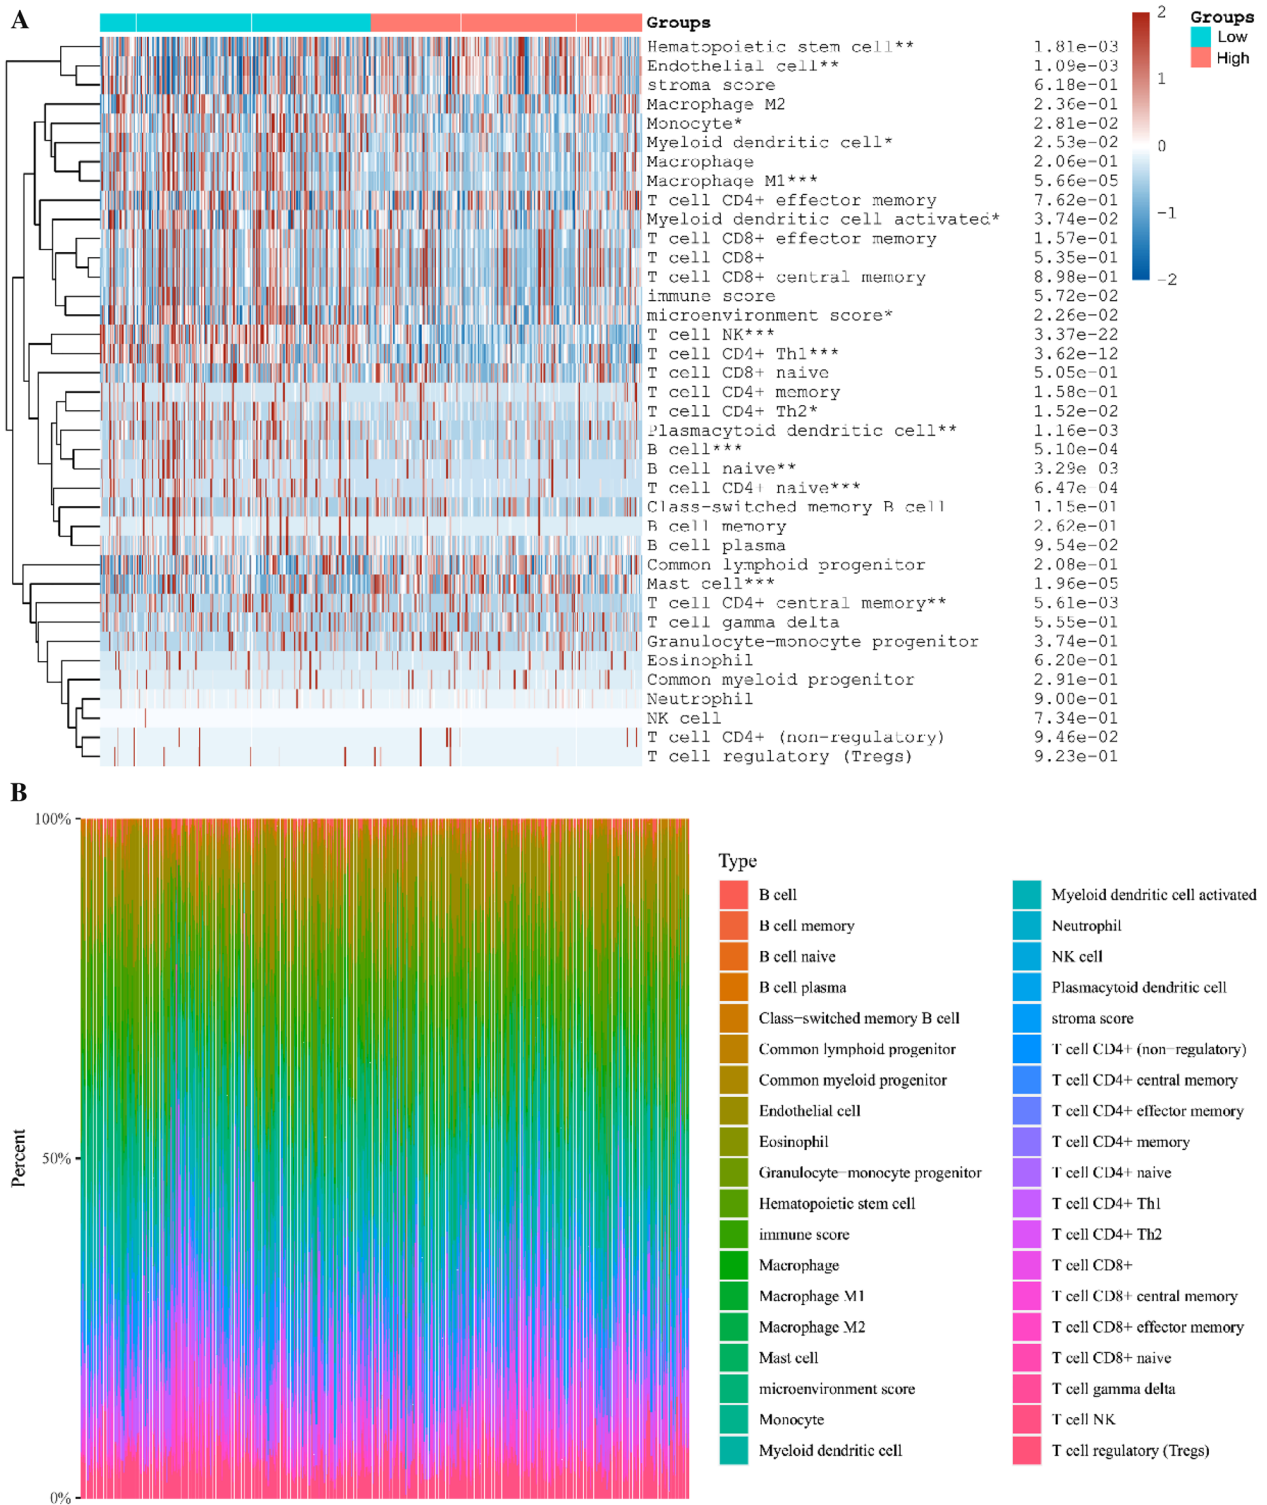 A
Groups
Hematopoietic stem cell** 1.81e-03
Endothelial cell** 1.09e-03
stroma score 6.18e-01
Macrophage M2 2.36e-01
Monocyte* 2.81e-02
Myeloid dendritic cell* 2.53e-02
Macrophage 2.06e-01
Macrophage M1*** 5.66e-05
T cell CD4+ effector memory 7.62e-01
Myeloid dendritic cell activated* 3.74e-02
T cell CD8+ effector memory 1.57e-01
T cell CD8+ 5.35e-01
T cell CD8+ central memory 8.98e-01
immune score 5.72e-02
microenvironment score* 2.26e-02
T cell NK*** 3.37e-22
T cell CD4+ Th1*** 3.62e-12
T cell CD8+ naive 5.05e-01
T cell CD4+ memory 1.58e-01
T cell CD4+ Th2* 1.52e-02
Plasmacytoid dendritic cell** 1.16e-03
B cell*** 5.10e-04
B cell naive** 3.29e 03
T cell CD4+ naive*** 6.47e-04
Class-switched memory B cell 1.15e-01
B cell memory 2.62e-01
B cell plasma 9.54e-02
Common lymphoid progenitor 2.08e-01
Mast cell*** 1.96e-05
T cell CD4+ central memory** 5.61e-03
T cell gamma delta 5.55e-01
Granulocyte-monocyte progenitor 3.74e-01
Eosinophil 6.20e-01
Common myeloid progenitor 2.91e-01
Neutrophil 9.00e-01
NK cell 7.34e-01
T cell CD4+ (non-regulatory) 9.46e-02
T cell regulatory (Tregs) 9.23e-01
2
1
0
−1
−2
Groups
Low
High
B
100%
50%
0%
Percent
Type
B cell
B cell memory
B cell naive
B cell plasma
Class−switched memory B cell
Common lymphoid progenitor
Common myeloid progenitor
Endothelial cell
Eosinophil
Granulocyte−monocyte progenitor
Hematopoietic stem cell
immune score
Macrophage
Macrophage M1
Macrophage M2
Mast cell
microenvironment score
Monocyte
Myeloid dendritic cell
Myeloid dendritic cell activated
Neutrophil
NK cell
Plasmacytoid dendritic cell
stroma score
T cell CD4+ (non−regulatory)
T cell CD4+ central memory
T cell CD4+ effector memory
T cell CD4+ memory
T cell CD4+ naive
T cell CD4+ Th1
T cell CD4+ Th2
T cell CD8+
T cell CD8+ central memory
T cell CD8+ effector memory
T cell CD8+ naive
T cell gamma delta
T cell NK
T cell regulatory (Tregs)